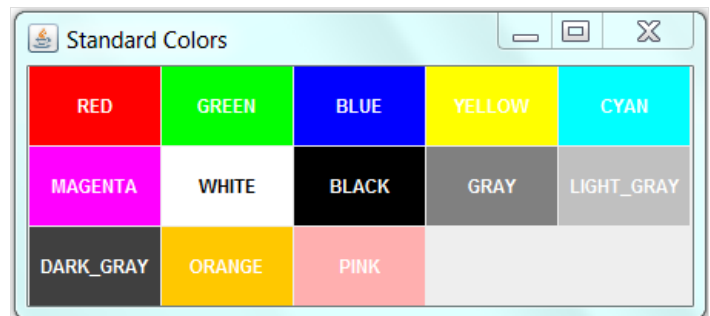 Standard Colors
RED GREEN BLUE YELLOW CYAN
MAGENTA WHITE BLACK GRAY LIGHT_GRAY
DARK_GRAY ORANGE PINK